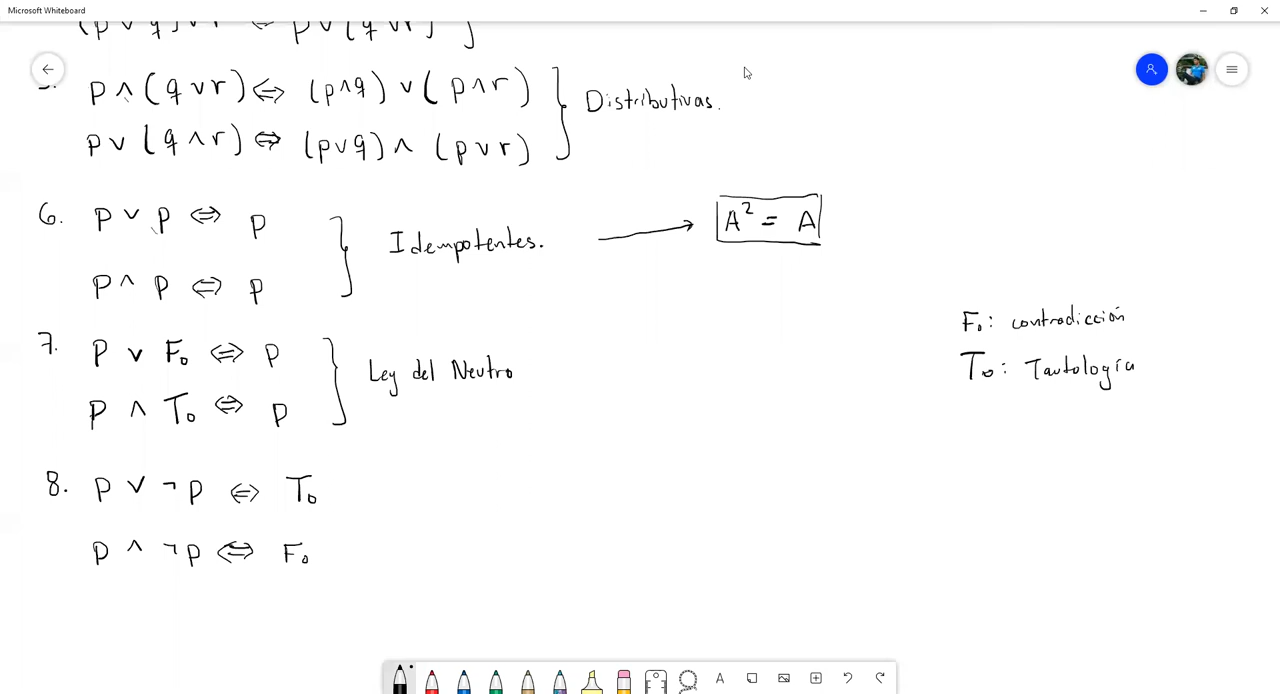 Microsoft Whiteboard
(p ∨ q) ∨ r ⇔ p ∨ (q ∨ r)
5. p ∧ (q ∨ r) ⇔ (p ∧ q) ∨ (p ∧ r)
Distributivas.
p ∨ (q ∧ r) ⇔ (p ∨ q) ∧ (p ∨ r)
6. p ∨ p ⇔ p
Idempotentes. → A² = A
p ∧ p ⇔ p
7. p ∨ F₀ ⇔ p
Ley del Neutro
p ∧ T₀ ⇔ p
F₀: contradicción
T₀: Tautología
8. p ∨ ¬p ⇔ T₀
p ∧ ¬p ⇔ F₀
A